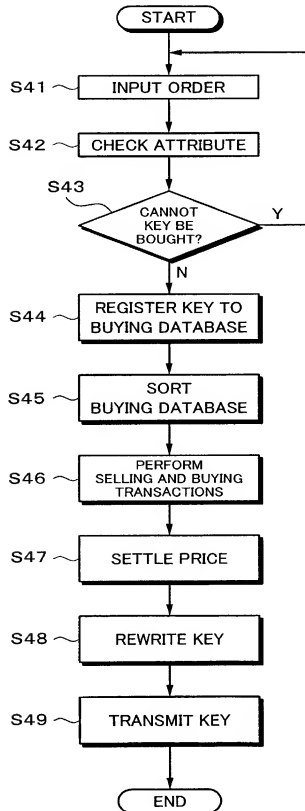 START
S41
INPUT ORDER
S42
CHECK ATTRIBUTE
S43
CANNOT
KEY BE
BOUGHT?
Y
N
S44
REGISTER KEY TO
BUYING DATABASE
S45
SORT
BUYING DATABASE
S46
PERFORM
SELLING AND BUYING
TRANSACTIONS
S47
SETTLE PRICE
S48
REWRITE KEY
S49
TRANSMIT KEY
END